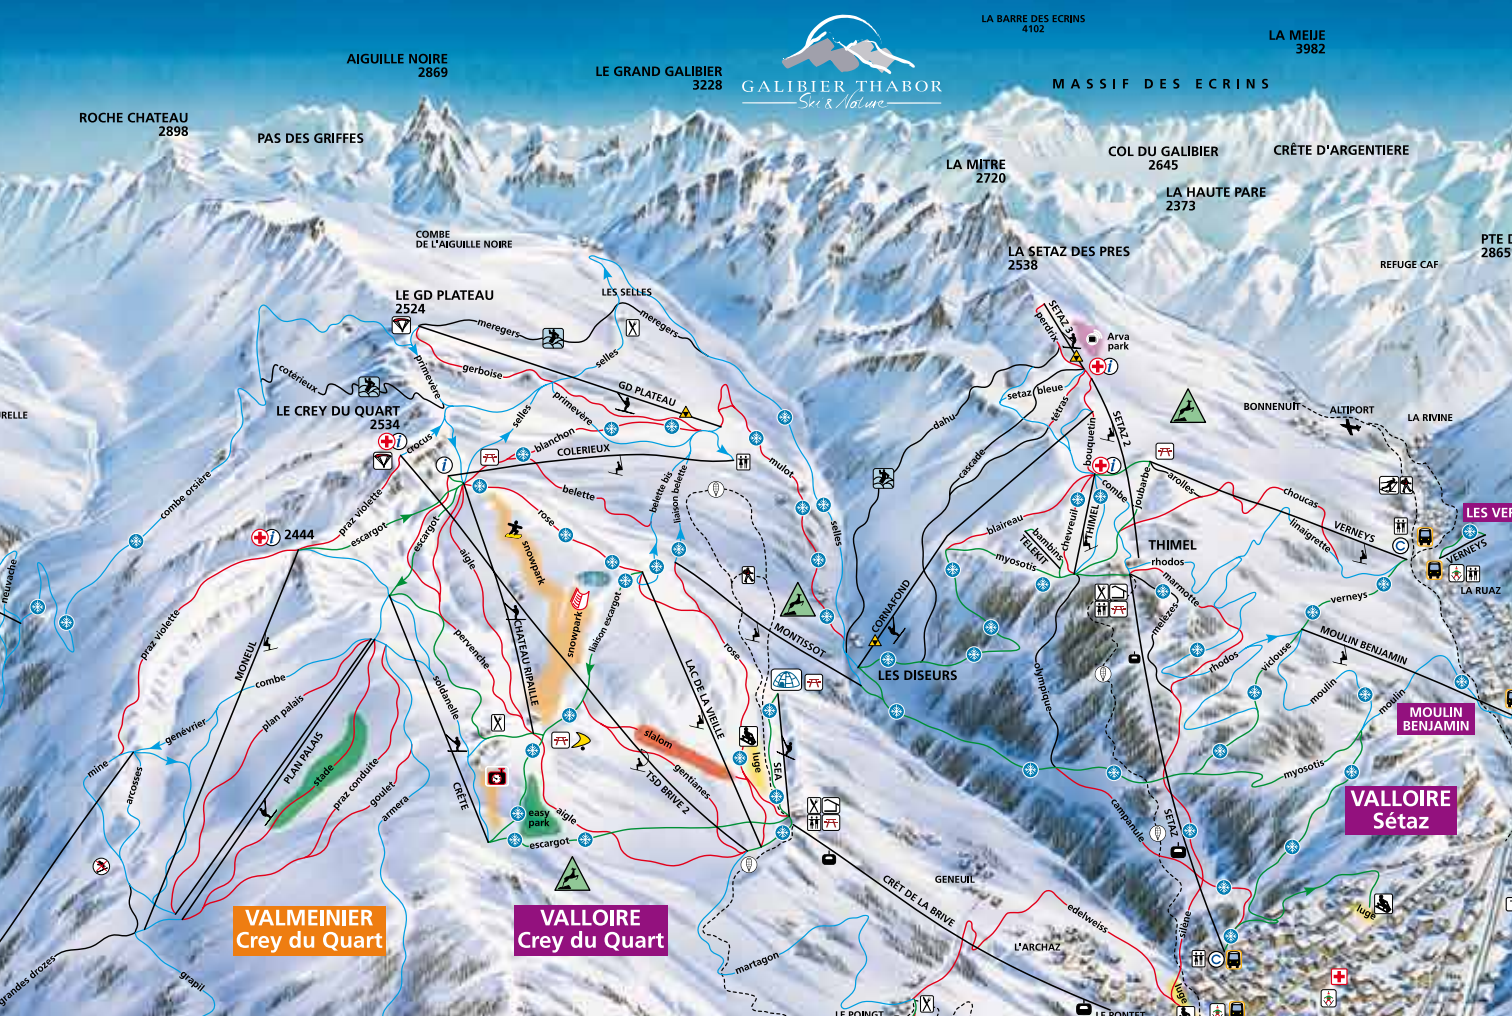 LA BARRE DES ECRINS
4102
LA MEIJE
3982
AIGUILLE NOIRE
2869
LE GRAND GALIBIER
3228
GALIBIER THABOR
Ski & Nature
MASSIF DES ECRINS
ROCHE CHATEAU
2898
PAS DES GRIFFES
LA MITRE
2720
COL DU GALIBIER
2645
CRÊTE D'ARGENTIERE
LA HAUTE PARE
2373
COMBE
DE L'AIGUILLE NOIRE
LA SETAZ DES PRES
2538
PTE D
2865
REFUGE CAF
LE GD PLATEAU
2524
LES SELLES
meregers
meregers
SETAZ 3
perdrix
Arva
park
primevère
gerboise
selles
cotérieux
GD PLATEAU
setaz bleue
tétras
SETAZ 2
BONNENUIT
ALTIPORT
LA RIVINE
URELLE
LE CREY DU QUART
2534
crocus
selles
primevère
blanchon
COLERIEUX
dahu
cascade
bouquetin
mulot
combe orsière
praz violette
belette
belette bis
liaison belette
combe
joubarbe
arolles
choucas
LES VER
2444
escargot
escargot
rose
selles
blaireau
chevreuil
THIMEL
linaigrette
VERNEYS
VERNEYS
aigle
snowpark
bambins
TELEKIT
THIMEL
rhodos
neuvache
myosotis
marmotte
verneys
LA RUAZ
praz violette
MONEUL
pervenche
CHATEAU RIPAILLE
snowpark
liaison escargot
rose
MONTISSOT
CORNAFOND
melèzes
MOULIN BENJAMIN
combe
soldanelle
LAC DE LA VIEILLE
LES DISEURS
olympique
rhodos
viclouse
moulin
moulin
genévrier
plan palais
MOULIN
BENJAMIN
mine
arcosses
PLAN PALAIS
stade
praz conduite
goulet
armera
CRÊTE
slalom
gentianes
TSD BRIVE 2
luge
SEA
myosotis
easy
park
aigle
escargot
campanule
SETAZ
VALLOIRE
Sétaz
GENEUIL
CRÊT DE LA BRIVE
VALMEINIER
Crey du Quart
VALLOIRE
Crey du Quart
edelweiss
silène
luge
L'ARCHAZ
grandes drozes
grapil
martagon
luge
LE POINGT
LE PONTET